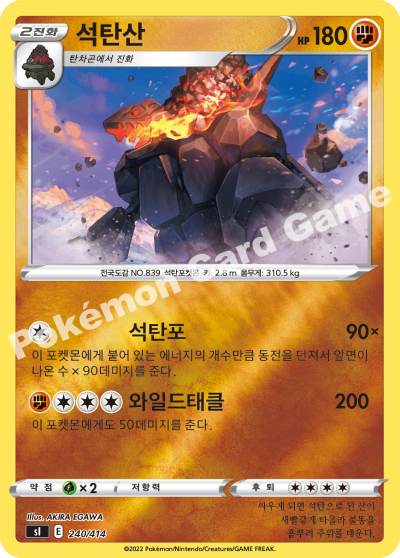 2진화 석탄산 HP 180
탄차곤에서 진화
Pokémon Card Game
전국도감 NO.839 석탄포켓몬 키: 2.8 m 몸무게: 310.5 kg
석탄포 90×
이 포켓몬에게 붙어 있는 에너지의 개수만큼 동전을 던져서 앞면이
나온 수 × 90데미지를 준다.
와일드태클 200
이 포켓몬에게도 50데미지를 준다.
약점 ×2 저항력 후퇴
Illus. AKIRA EGAWA
sI E 240/414
싸우게 되면 석탄으로 된 산이
새빨갛게 타올라 불똥을
흩뿌려 주위를 태운다.
©2022 Pokémon/Nintendo/Creatures/GAME FREAK.